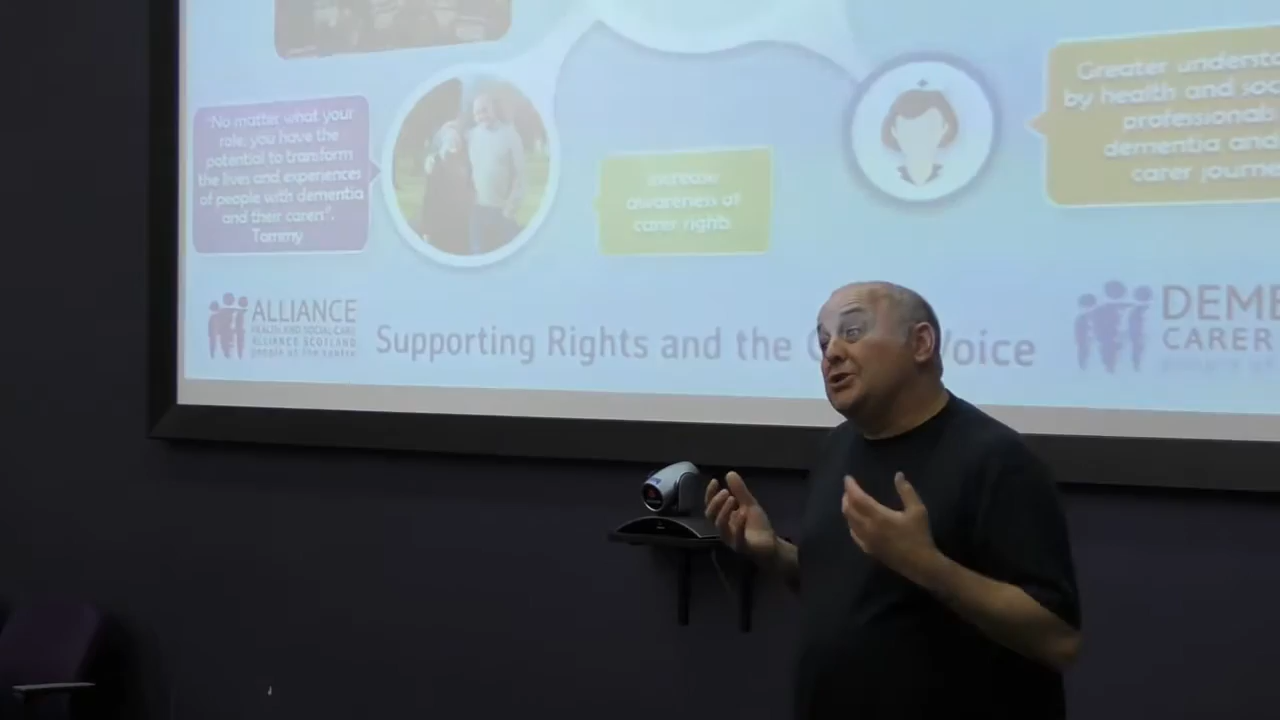 "No matter what your
role, you have the
potential to transform
the lives and experiences
of people with dementia
and their carers".
Tommy
Increase
awareness of
carer rights
Greater understa
by health and soc
professionals
dementia and
carer journe
ALLIANCE
HEALTH AND SOCIAL CARE
ALLIANCE SCOTLAND
Supporting Rights and the C Voice
DEME
CARER